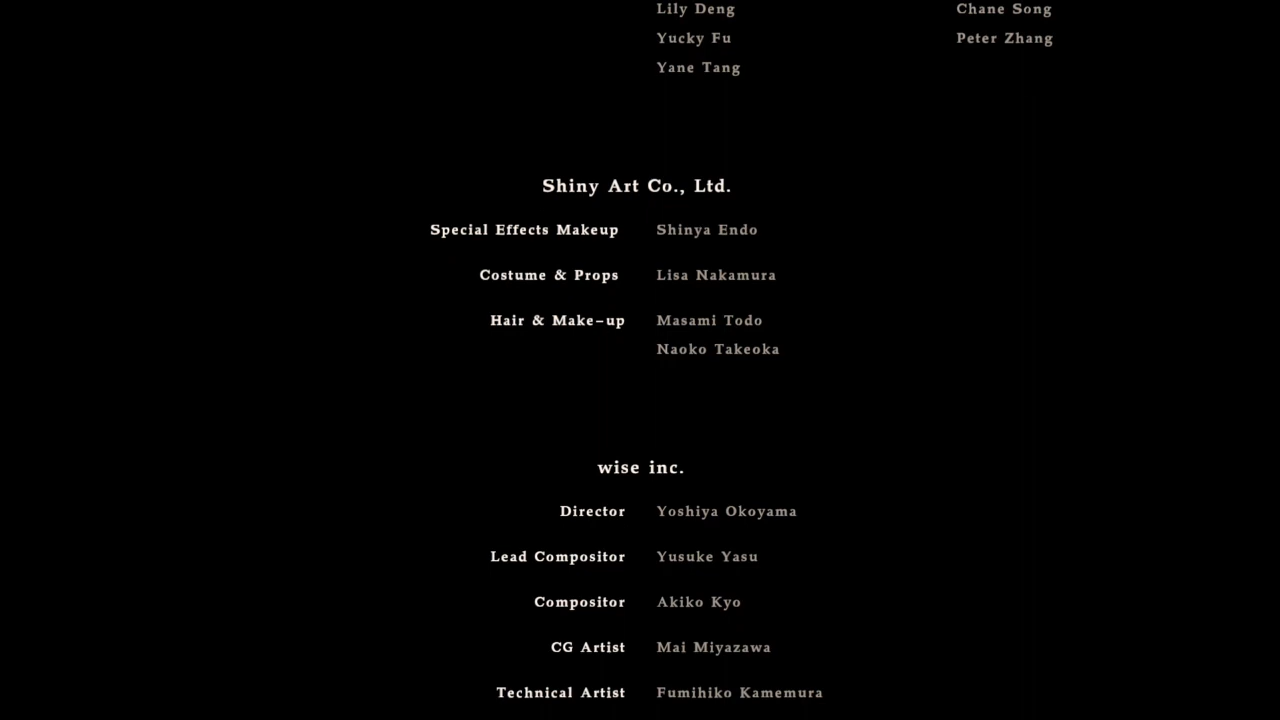 Lily Deng Chane Song
Yucky Fu Peter Zhang
Yane Tang
Shiny Art Co., Ltd.
Special Effects Makeup Shinya Endo
Costume & Props Lisa Nakamura
Hair & Make-up Masami Todo
Naoko Takeoka
wise inc.
Director Yoshiya Okoyama
Lead Compositor Yusuke Yasu
Compositor Akiko Kyo
CG Artist Mai Miyazawa
Technical Artist Fumihiko Kamemura